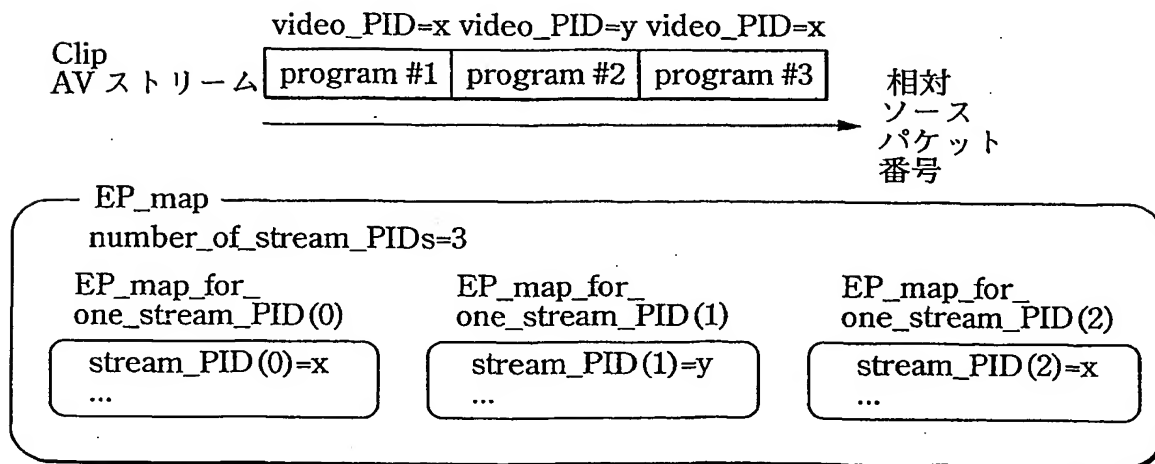 video_PID=x video_PID=y video_PID=x
Clip
AV ストリーム
program #1 program #2 program #3
相対
ソース
パケット
番号
EP_map
number_of_stream_PIDs=3
EP_map_for_
one_stream_PID(0)
stream_PID(0)=x
...
EP_map_for_
one_stream_PID(1)
stream_PID(1)=y
...
EP_map_for_
one_stream_PID(2)
stream_PID(2)=x
...